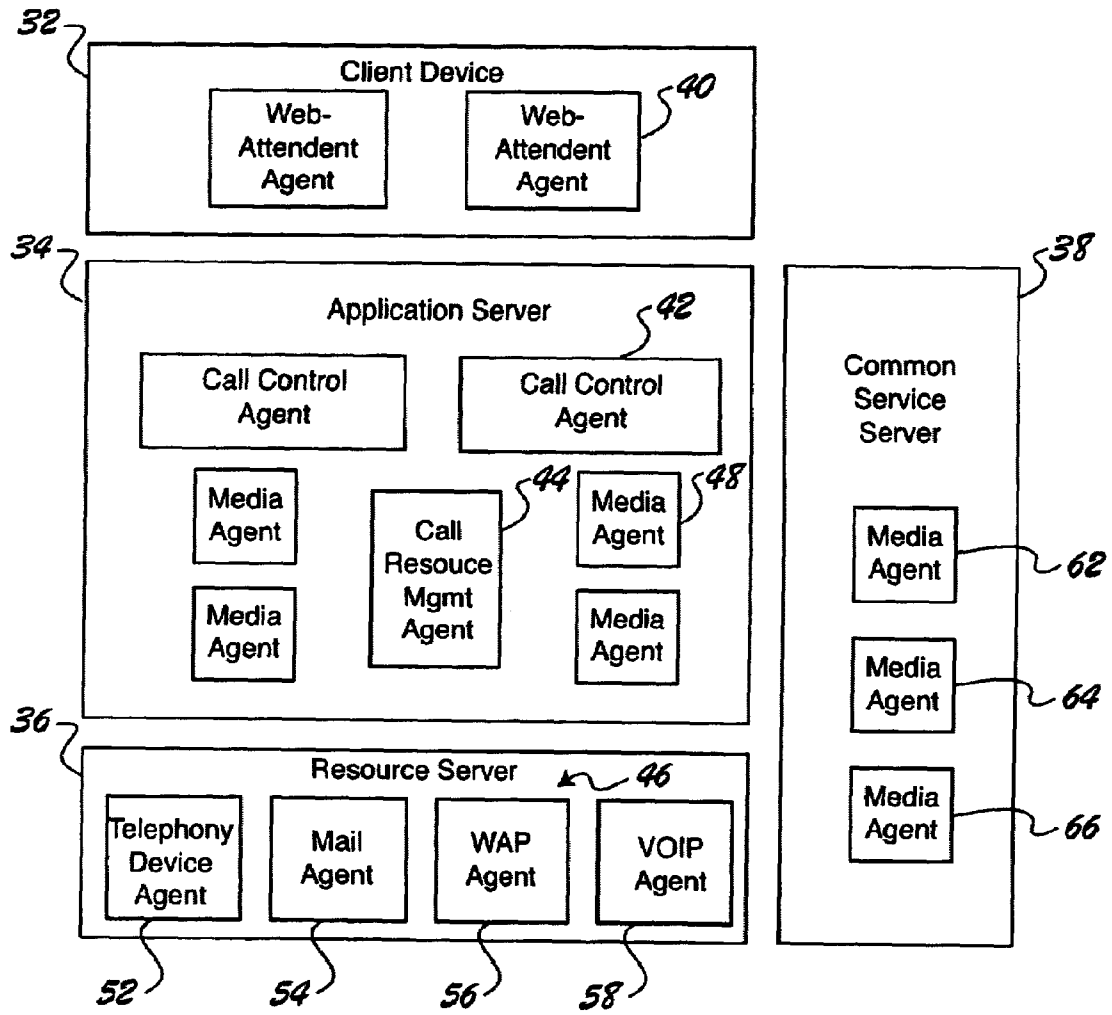 32
Client Device
40
Web-
Attendent
Agent
Web-
Attendent
Agent
34
38
Application Server
42
Call Control
Agent
Call Control
Agent
Common
Service
Server
Media
Agent
44
Call
Resouce
Mgmt
Agent
Media
Agent
48
Media
Agent
Media
Agent
Media
Agent
62
Media
Agent
64
Media
Agent
66
36
Resource Server
46
Telephony
Device
Agent
Mail
Agent
WAP
Agent
VOIP
Agent
52
54
56
58